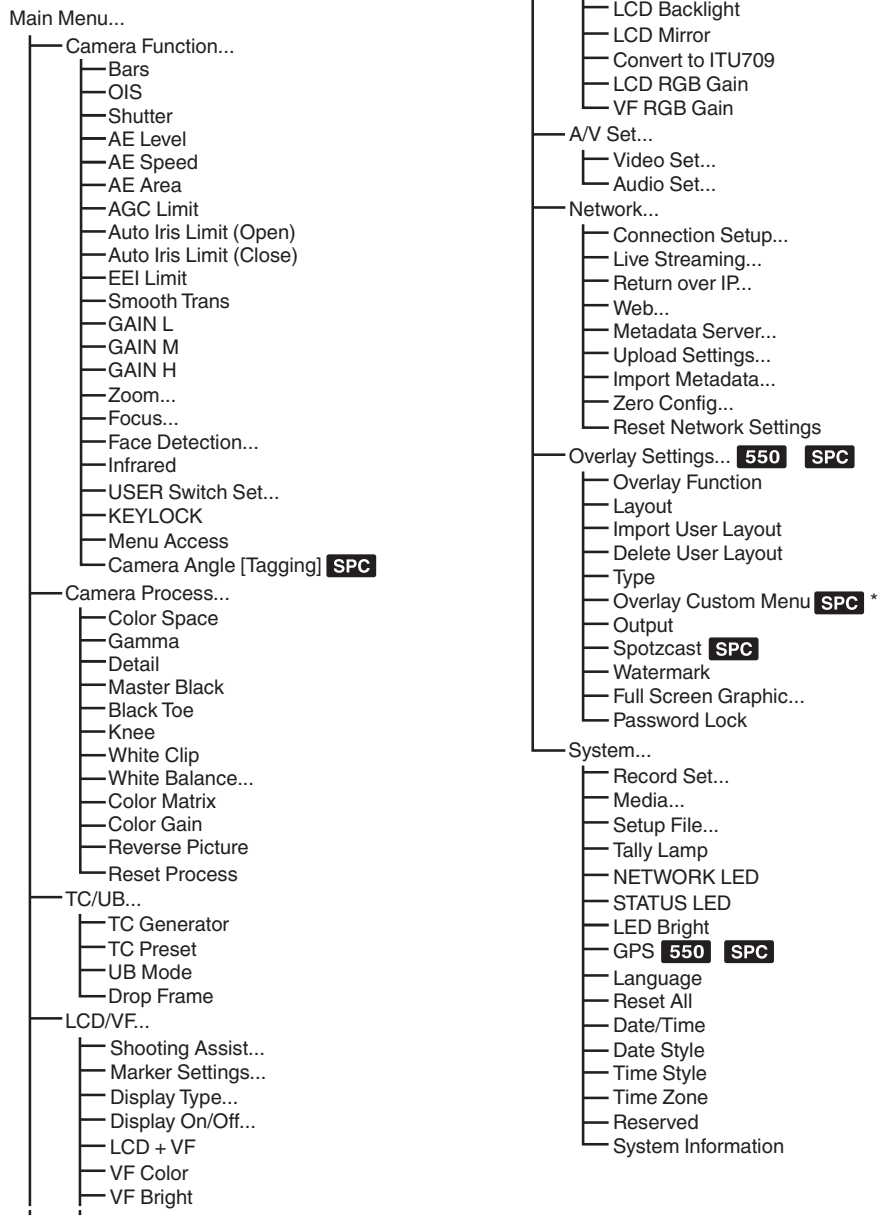 Main Menu...
Camera Function...
Bars
OIS
Shutter
AE Level
AE Speed
AE Area
AGC Limit
Auto Iris Limit (Open)
Auto Iris Limit (Close)
EEI Limit
Smooth Trans
GAIN L
GAIN M
GAIN H
Zoom...
Focus...
Face Detection...
Infrared
USER Switch Set...
KEYLOCK
Menu Access
Camera Angle [Tagging] SPC
Camera Process...
Color Space
Gamma
Detail
Master Black
Black Toe
Knee
White Clip
White Balance...
Color Matrix
Color Gain
Reverse Picture
Reset Process
TC/UB...
TC Generator
TC Preset
UB Mode
Drop Frame
LCD/VF...
Shooting Assist...
Marker Settings...
Display Type...
Display On/Off...
LCD + VF
VF Color
VF Bright
LCD Backlight
LCD Mirror
Convert to ITU709
LCD RGB Gain
VF RGB Gain
A/V Set...
Video Set...
Audio Set...
Network...
Connection Setup...
Live Streaming...
Return over IP...
Web...
Metadata Server...
Upload Settings...
Import Metadata...
Zero Config...
Reset Network Settings
Overlay Settings... 550 SPC
Overlay Function
Layout
Import User Layout
Delete User Layout
Type
Overlay Custom Menu SPC *
Output
Spotzcast SPC
Watermark
Full Screen Graphic...
Password Lock
System...
Record Set...
Media...
Setup File...
Tally Lamp
NETWORK LED
STATUS LED
LED Bright
GPS 550 SPC
Language
Reset All
Date/Time
Date Style
Time Style
Time Zone
Reserved
System Information